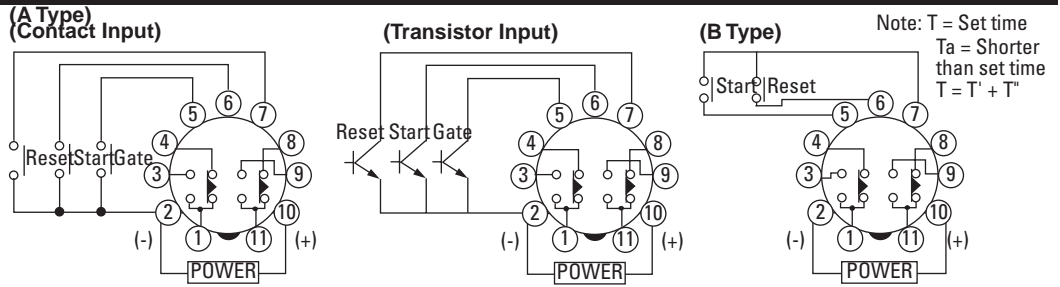 (A Type)
(Contact Input)
Reset Start Gate
5 6 7
4 8
3 9
2 10
1 11
(-) (+)
POWER
(Transistor Input)
Reset Start Gate
5 6 7
4 8
3 9
2 10
1 11
(-) (+)
POWER
(B Type)
Start Reset
5 6 7
4 8
3 9
2 10
1 11
(-) (+)
POWER
Note: T = Set time
Ta = Shorter
than set time
T = T' + T"